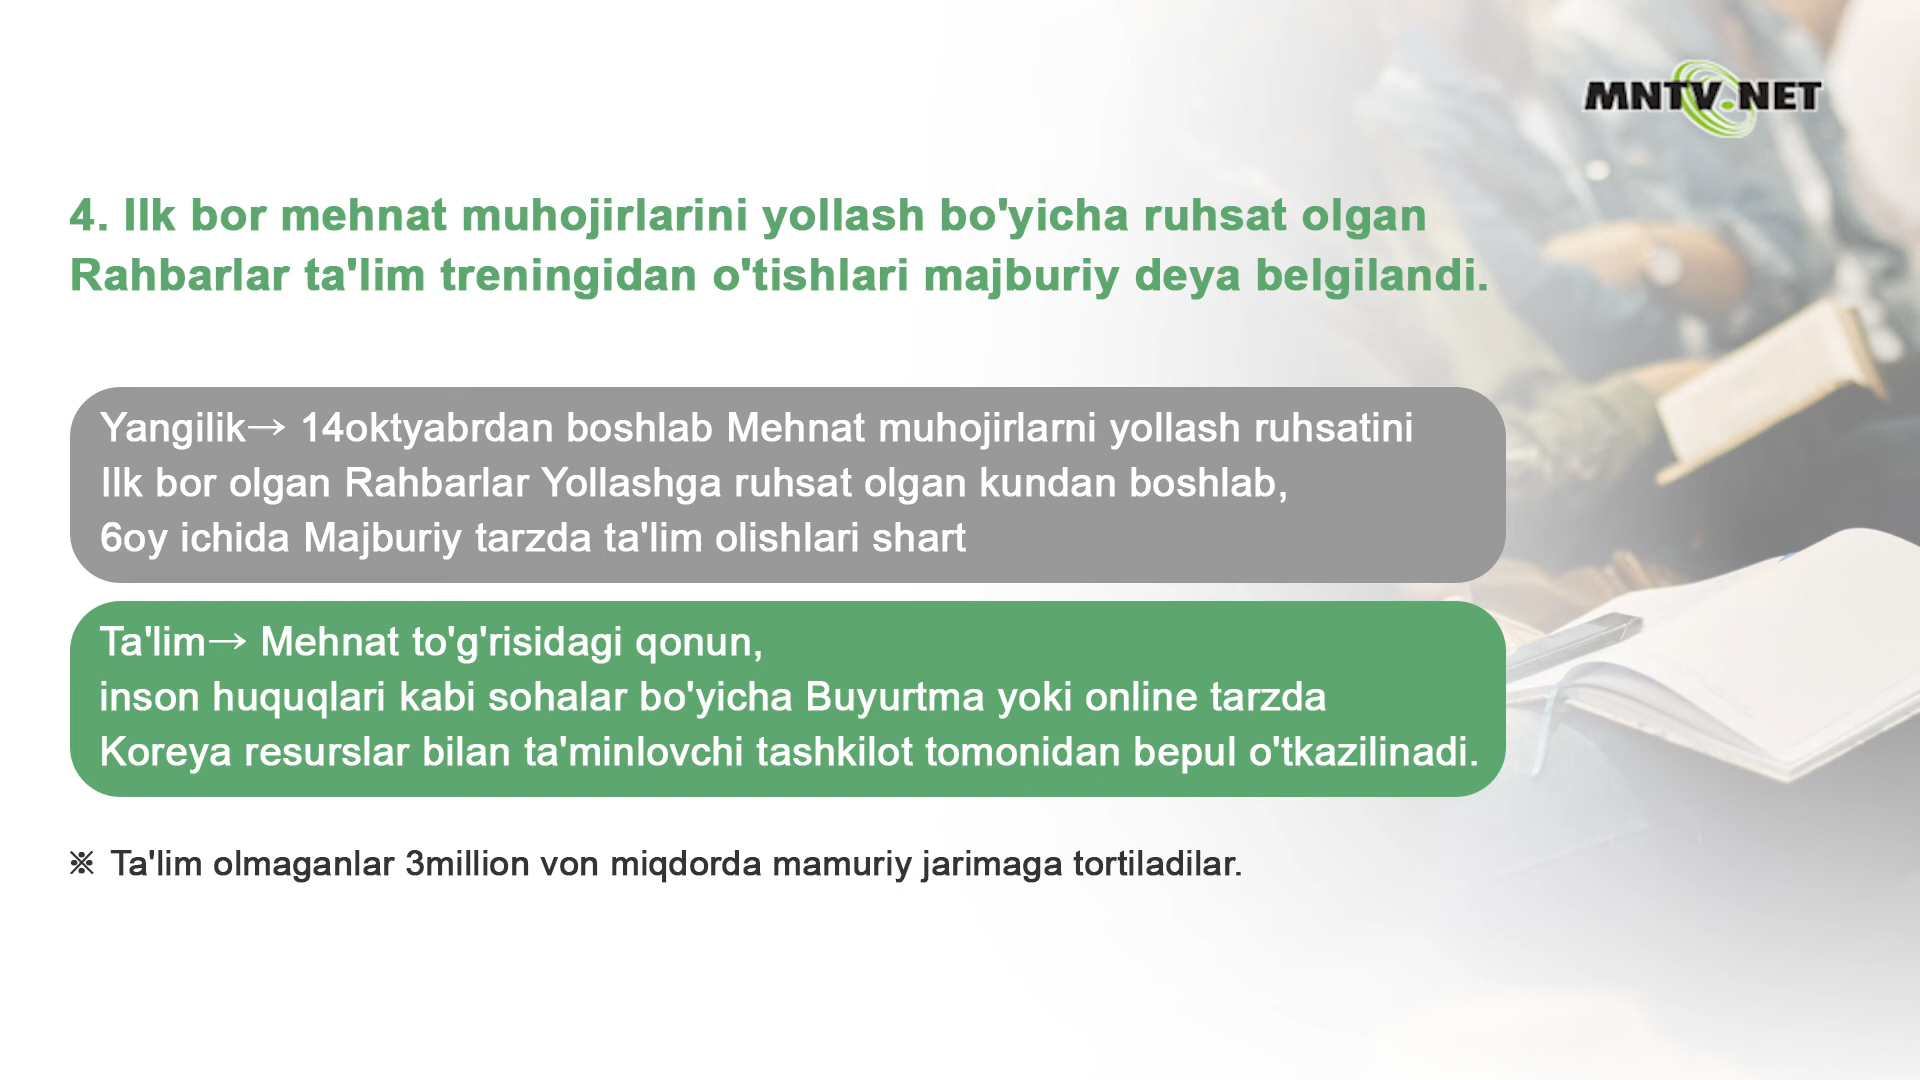 MNTV.NET
4. Ilk bor mehnat muhojirlarini yollash bo'yicha ruhsat olgan
Rahbarlar ta'lim treningidan o'tishlari majburiy deya belgilandi.
Yangilik→ 14oktyabrdan boshlab Mehnat muhojirlarni yollash ruhsatini
Ilk bor olgan Rahbarlar Yollashga ruhsat olgan kundan boshlab,
6oy ichida Majburiy tarzda ta'lim olishlari shart
Ta'lim→ Mehnat to'g'risidagi qonun,
inson huquqlari kabi sohalar bo'yicha Buyurtma yoki online tarzda
Koreya resurslar bilan ta'minlovchi tashkilot tomonidan bepul o'tkazilinadi.
※ Ta'lim olmaganlar 3million von miqdorda mamuriy jarimaga tortiladilar.